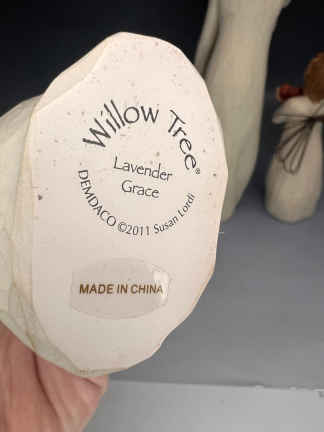 Willow Tree®
Lavender
Grace
DEMDACO ©2011 Susan Lordi
MADE IN CHINA